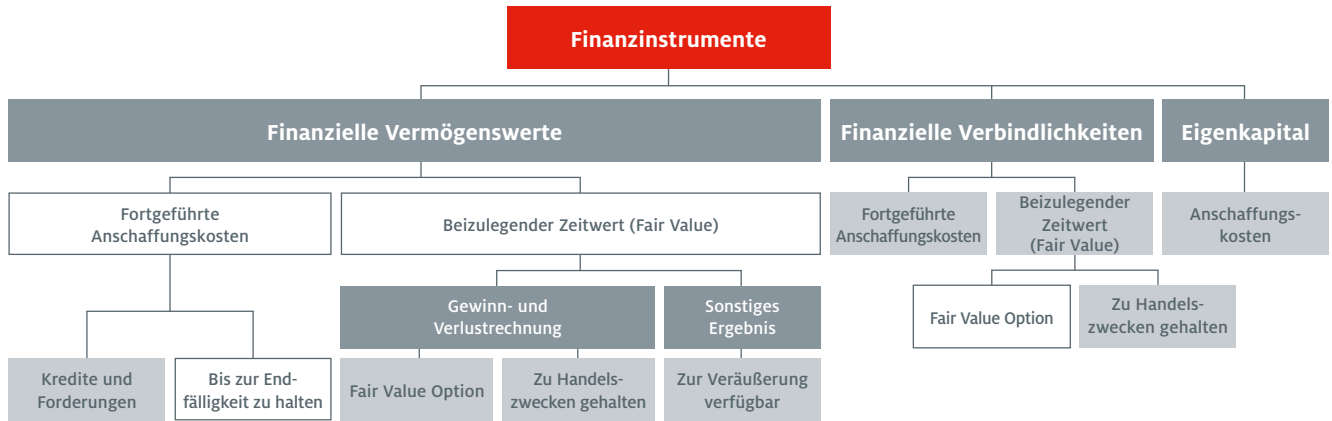 Finanzinstrumente
Finanzielle Vermögenswerte
Finanzielle Verbindlichkeiten
Eigenkapital
Fortgeführte
Anschaffungskosten
Beizulegender Zeitwert (Fair Value)
Fortgeführte
Anschaffungskosten
Beizulegender
Zeitwert
(Fair Value)
Anschaffungs-
kosten
Gewinn- und
Verlustrechnung
Sonstiges
Ergebnis
Fair Value Option
Zu Handels-
zwecken gehalten
Kredite und
Forderungen
Bis zur End-
fälligkeit zu halten
Fair Value Option
Zu Handels-
zwecken gehalten
Zur Veräußerung
verfügbar